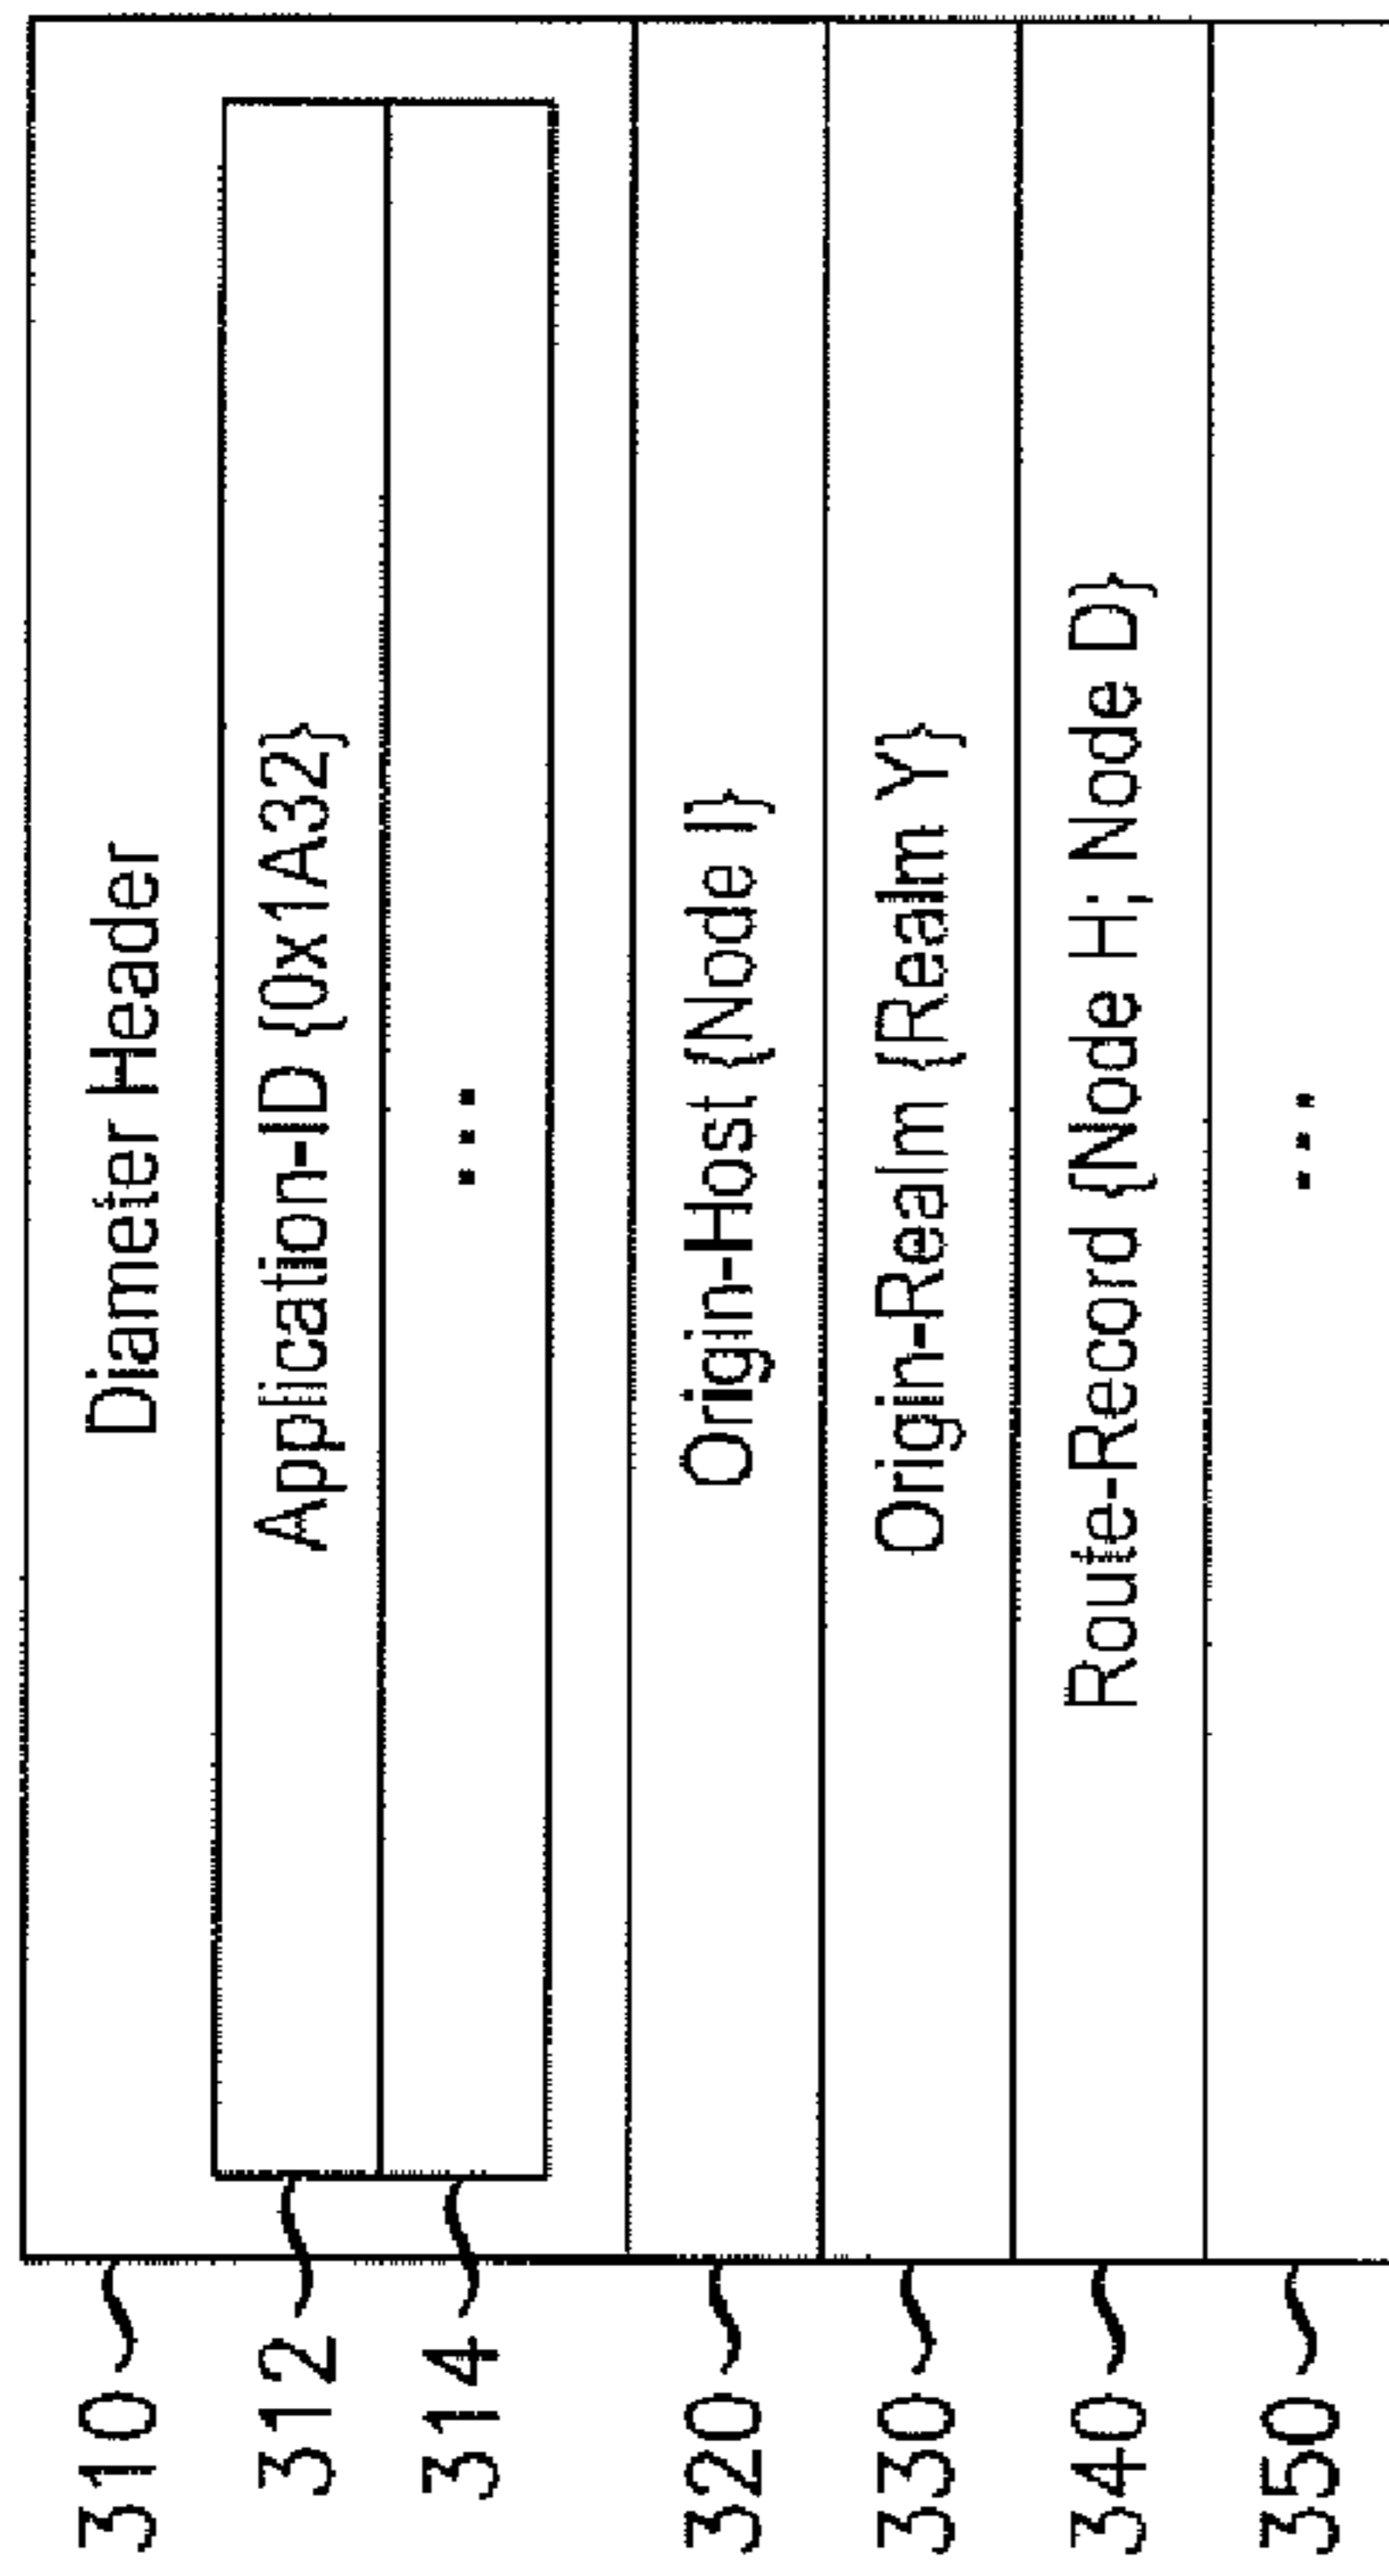 Diameter Header
310
Application-ID {0x1A32}
312
...
314
Origin-Host {Node I}
320
Origin-Realm {Realm Y}
330
Route-Record {Node H; Node D}
340
...
350